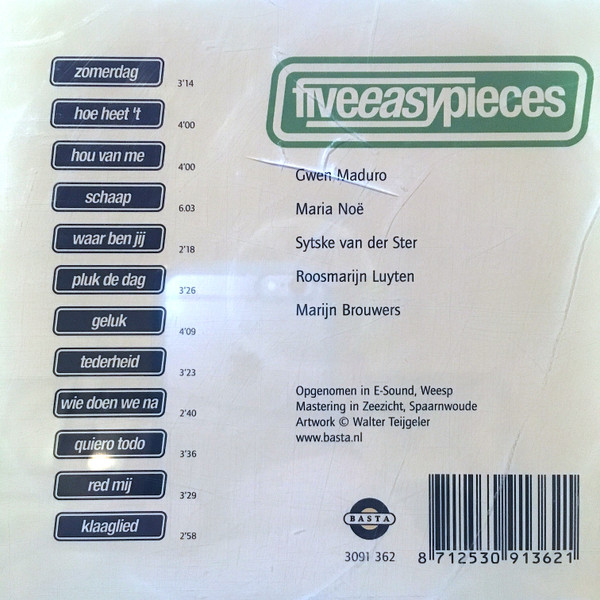 zomerdag 3'14
hoe heet 't 4'00
hou van me 4'00
schaap 6.03
waar ben jij 2'18
pluk de dag 3'26
geluk 4'09
tederheid 3'23
wie doen we na 2'40
quiero todo 3'36
red mij 3'29
klaaglied 2'58
fiveeasypieces
Gwen Maduro
Maria Noë
Sytske van der Ster
Roosmarijn Luyten
Marijn Brouwers
Opgenomen in E-Sound, Weesp
Mastering in Zeezicht, Spaarnwoude
Artwork © Walter Teijgeler
www.basta.nl
BASTA
3091 362
8 712530 913621